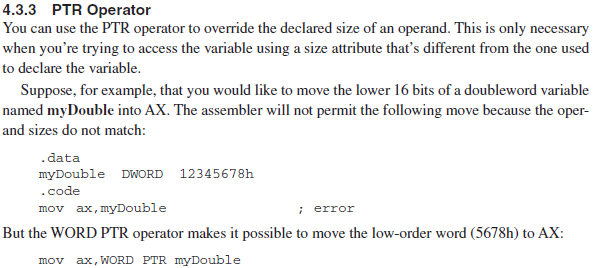 4.3.3 PTR Operator
You can use the PTR operator to override the declared size of an operand. This is only necessary
when you're trying to access the variable using a size attribute that's different from the one used
to declare the variable.
Suppose, for example, that you would like to move the lower 16 bits of a doubleword variable
named myDouble into AX. The assembler will not permit the following move because the oper-
and sizes do not match:
.data
myDouble DWORD 12345678h
.code
mov ax,myDouble ; error
But the WORD PTR operator makes it possible to move the low-order word (5678h) to AX:
mov ax,WORD PTR myDouble